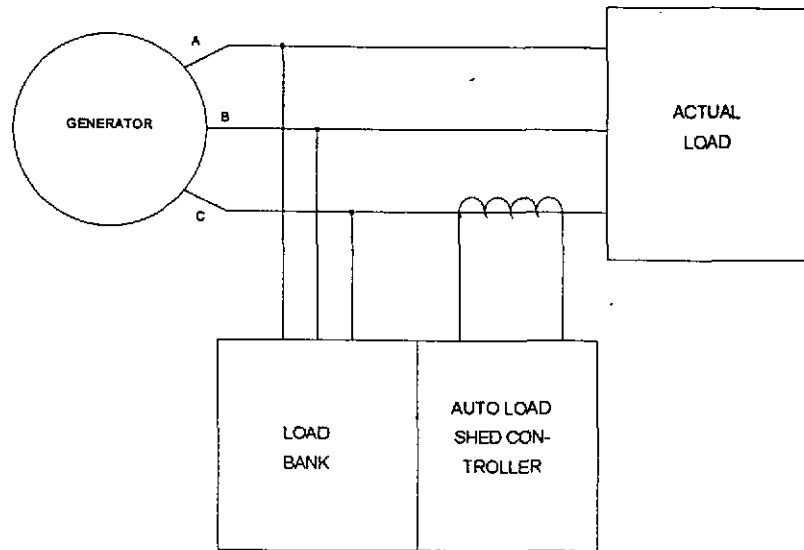 A
GENERATOR
B
C
ACTUAL
LOAD
LOAD
BANK
AUTO LOAD
SHED CON-
TROLLER